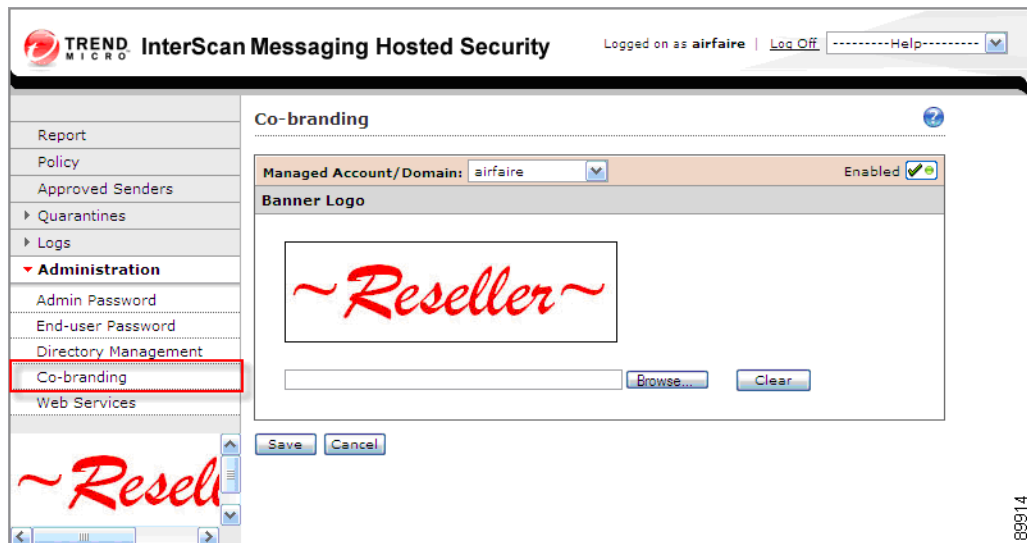 TREND MICRO InterScan Messaging Hosted Security
Logged on as airfaire | Log Off ---------Help---------
Report
Policy
Approved Senders
Quarantines
Logs
Administration
Admin Password
End-user Password
Directory Management
Co-branding
Web Services
~Resell
Co-branding
?
Managed Account/Domain: airfaire
Enabled
Banner Logo
~Reseller~
Browse...
Clear
Save
Cancel
89914